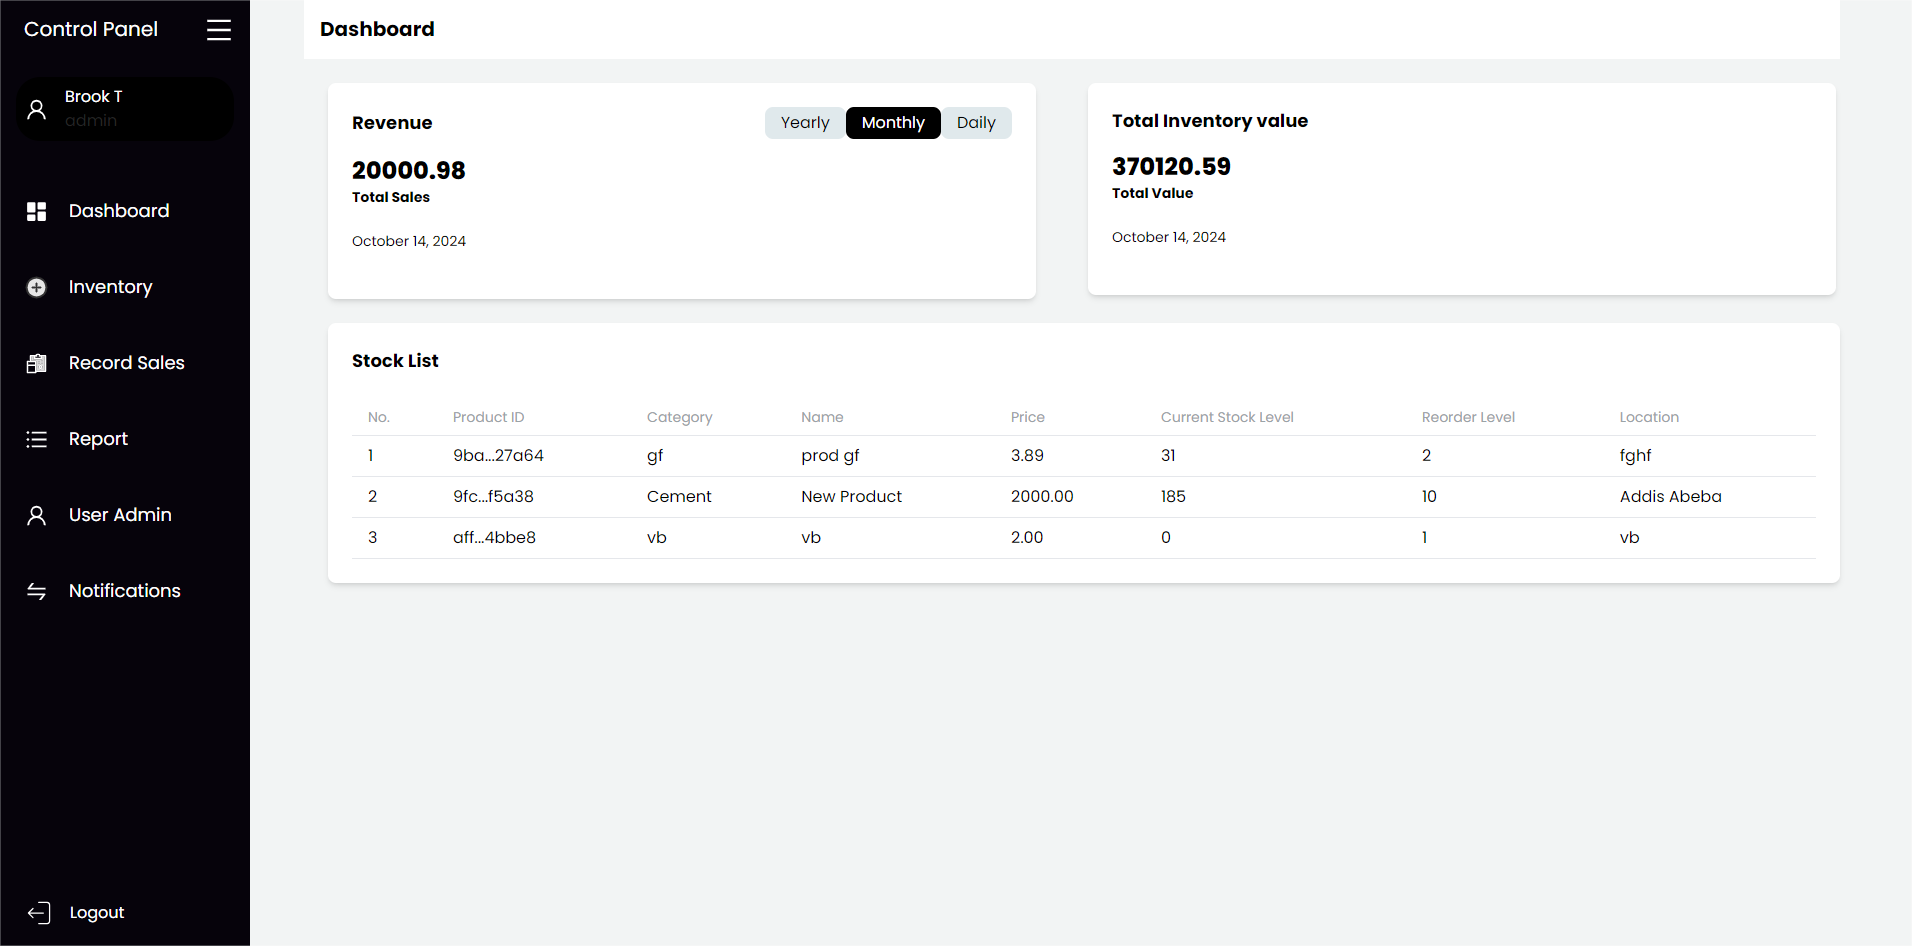 Control Panel
Brook T
admin
Dashboard
Inventory
Record Sales
Report
User Admin
Notifications
Logout
Dashboard
Revenue
Yearly Monthly Daily
20000.98
Total Sales
October 14, 2024
Total Inventory value
370120.59
Total Value
October 14, 2024
Stock List
No. Product ID Category Name Price Current Stock Level Reorder Level Location
1 9ba...27a64 gf prod gf 3.89 31 2 fghf
2 9fc...f5a38 Cement New Product 2000.00 185 10 Addis Abeba
3 aff...4bbe8 vb vb 2.00 0 1 vb